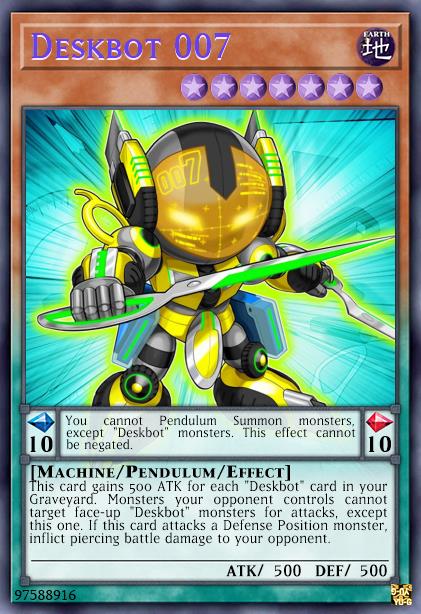 Deskbot 007
EARTH
地
007
You cannot Pendulum Summon monsters,
except "Deskbot" monsters. This effect cannot
be negated.
10
10
[Machine/Pendulum/Effect]
This card gains 500 ATK for each "Deskbot" card in your
Graveyard. Monsters your opponent controls cannot
target face-up "Deskbot" monsters for attacks, except
this one. If this card attacks a Defense Position monster,
inflict piercing battle damage to your opponent.
ATK/ 500 DEF/ 500
97588916